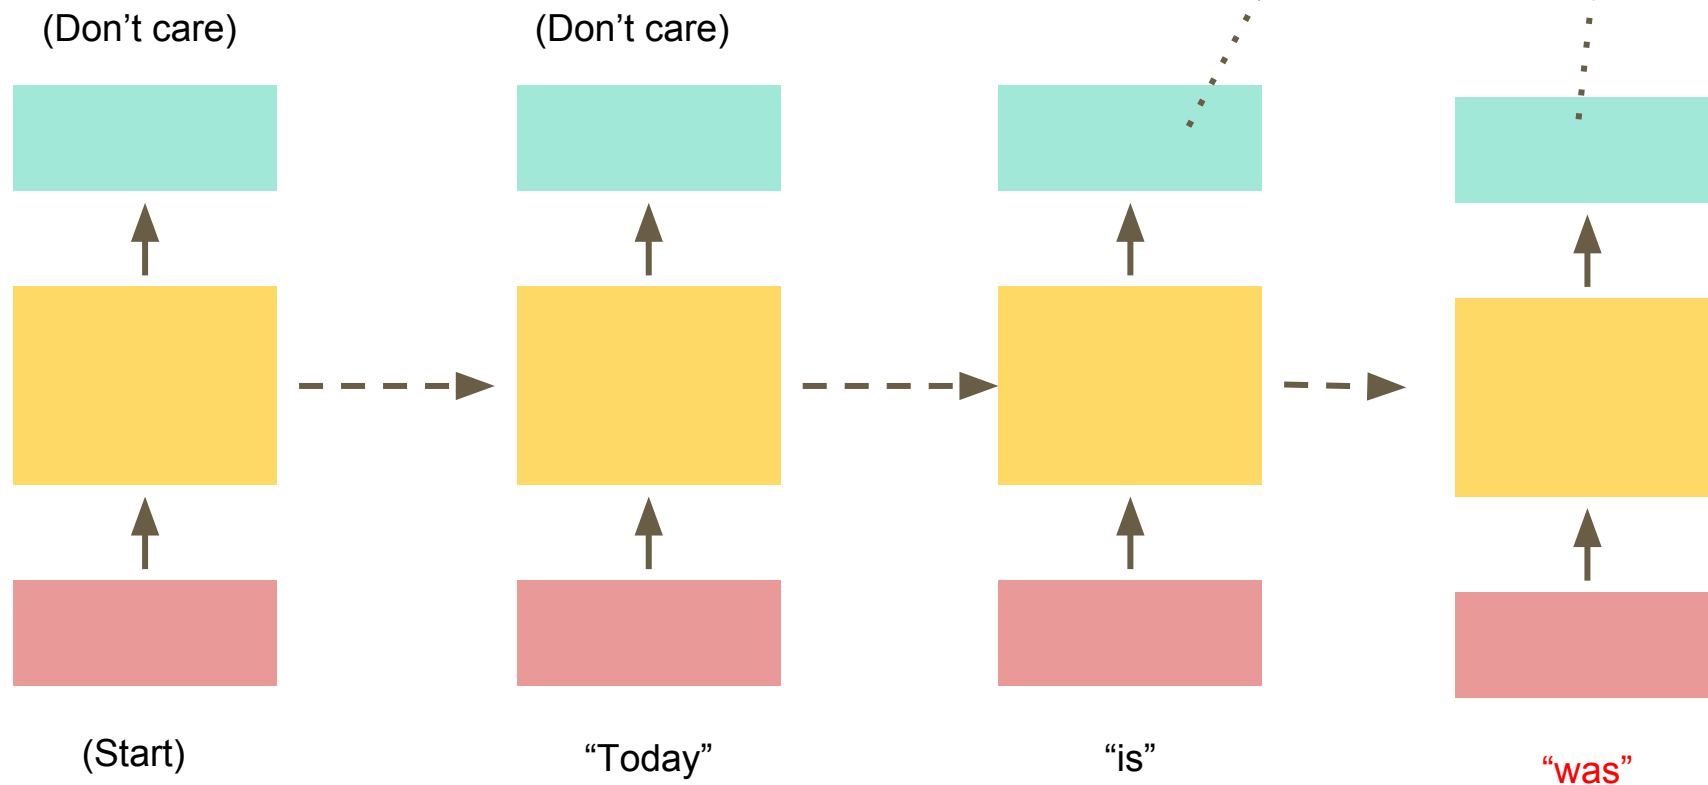 (Don’t care)
(Don’t care)
(Start)
“Today”
“is”
“was”